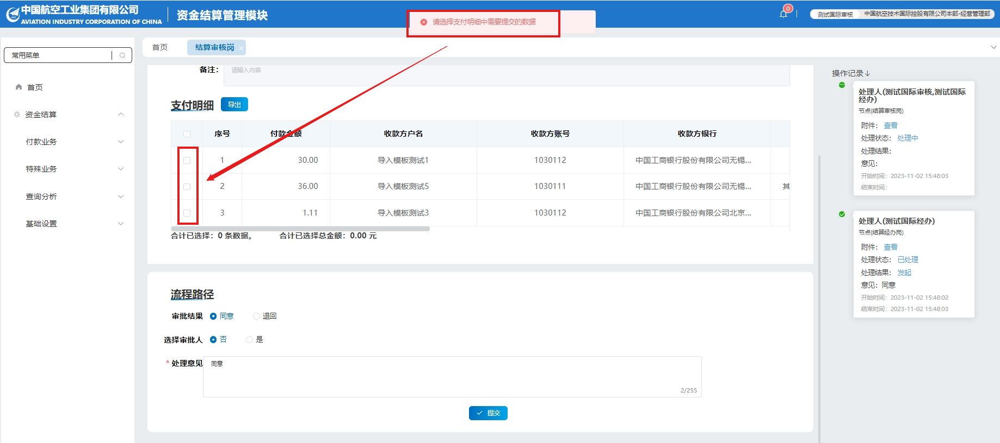 中国航空工业集团有限公司
AVIATION INDUSTRY CORPORATION OF CHINA
资金结算管理模块
请选择支付明细中需要提交的数据
0
测试国际审核
中国航空技术国际控股有限公司本部-经营管理部
常用菜单
首页
资金结算
付款业务
特殊业务
查询分析
基础设置
首页
结算审核岗
备注：
请输入内容
支付明细
导出
序号 付款金额 收款方户名 收款方账号 收款方银行
1 30.00 导入模板测试1 1030112 中国工商银行股份有限公司无锡...
2 36.00 导入模板测试5 1030111 中国工商银行股份有限公司无锡... 其
3 1.11 导入模板测试3 1030112 中国工商银行股份有限公司北京...
合计已选择：0 条数据。 合计已选择总金额：0.00 元
流程路径
审批结果 同意 退回
选择审批人 否 是
* 处理意见
同意
2/255
提交
操作记录↓
处理人(测试国际审核,测试国际
经办)
节点(结算审核岗)
附件： 查看
处理状态： 处理中
处理结果：
意见：
开始时间：2023-11-02 15:48:03
结束时间：
处理人(测试国际经办)
节点(结算经办岗)
附件： 查看
处理状态： 已处理
处理结果： 发起
意见：同意
开始时间：2023-11-02 15:48:02
结束时间：2023-11-02 15:48:03